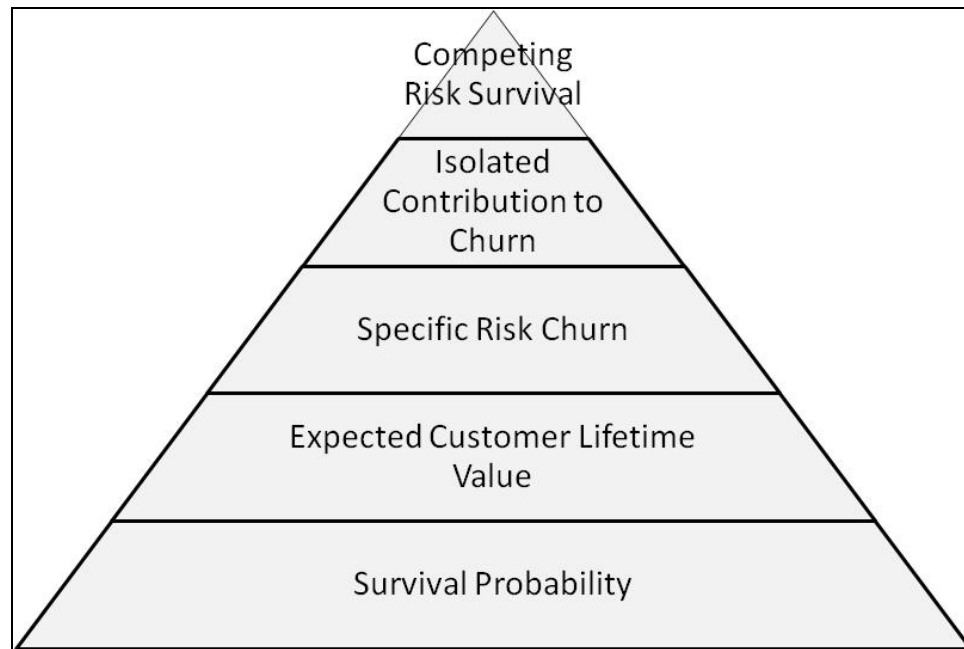 Competing
Risk Survival
Isolated
Contribution to
Churn
Specific Risk Churn
Expected Customer Lifetime
Value
Survival Probability